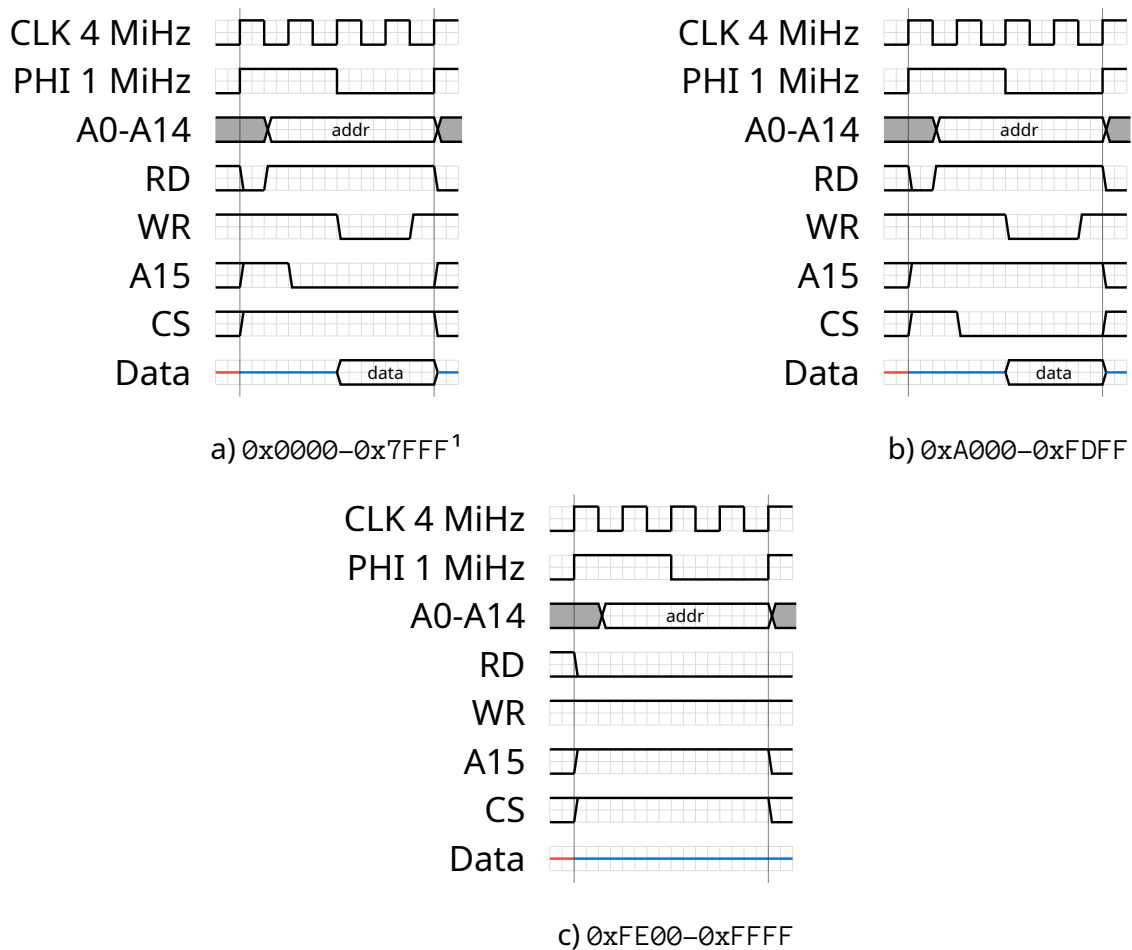 CLK 4 MiHz
PHI 1 MiHz
A0-A14 addr
RD
WR
A15
CS
Data data
a) 0x0000–0x7FFF¹
CLK 4 MiHz
PHI 1 MiHz
A0-A14 addr
RD
WR
A15
CS
Data data
b) 0xA000–0xFDFF
CLK 4 MiHz
PHI 1 MiHz
A0-A14 addr
RD
WR
A15
CS
Data
c) 0xFE00–0xFFFF